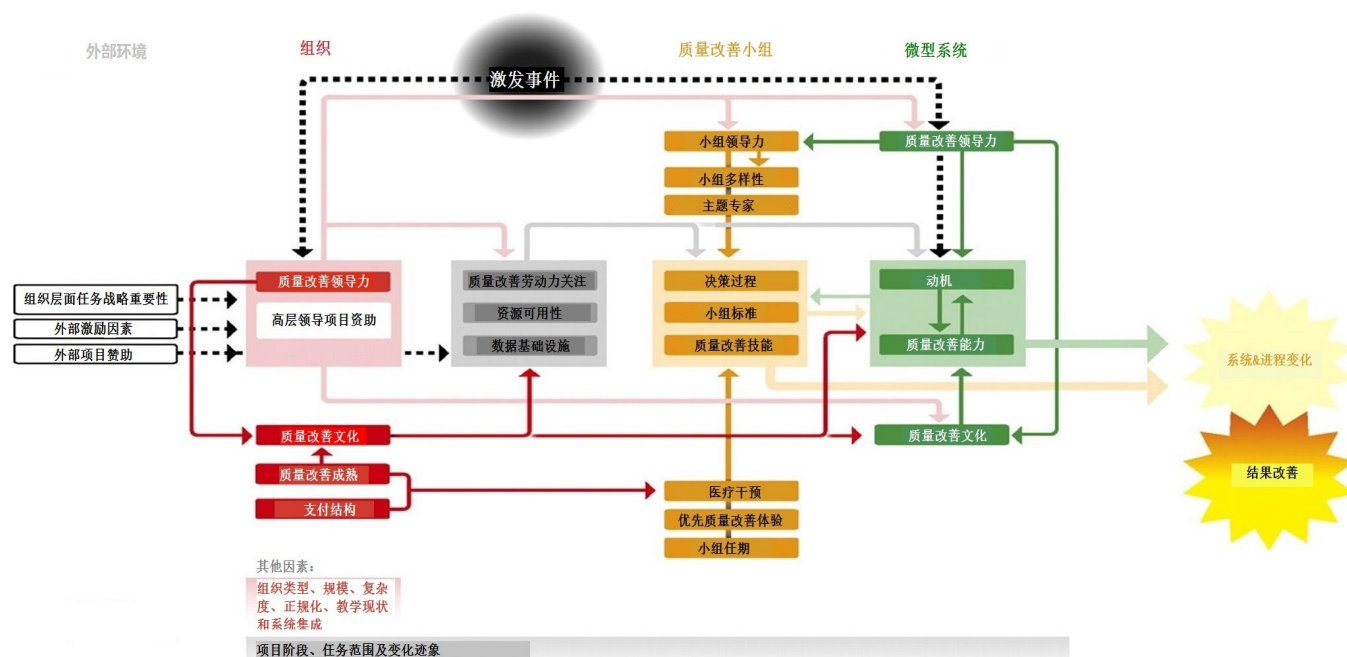 外部环境
组织
质量改善小组
微型系统
激发事件
小组领导力
质量改善领导力
小组多样性
主题专家
质量改善领导力
高层领导项目资助
质量改善劳动力关注
资源可用性
数据基础设施
决策过程
小组标准
质量改善技能
动机
质量改善能力
组织层面任务战略重要性
外部激励因素
外部项目赞助
系统&进程变化
质量改善文化
质量改善文化
质量改善成熟
支付结构
医疗干预
优先质量改善体验
小组任期
结果改善
其他因素:
组织类型、规模、复杂
度、正规化、教学现状
和系统集成
项目阶段、任务范围及变化迹象